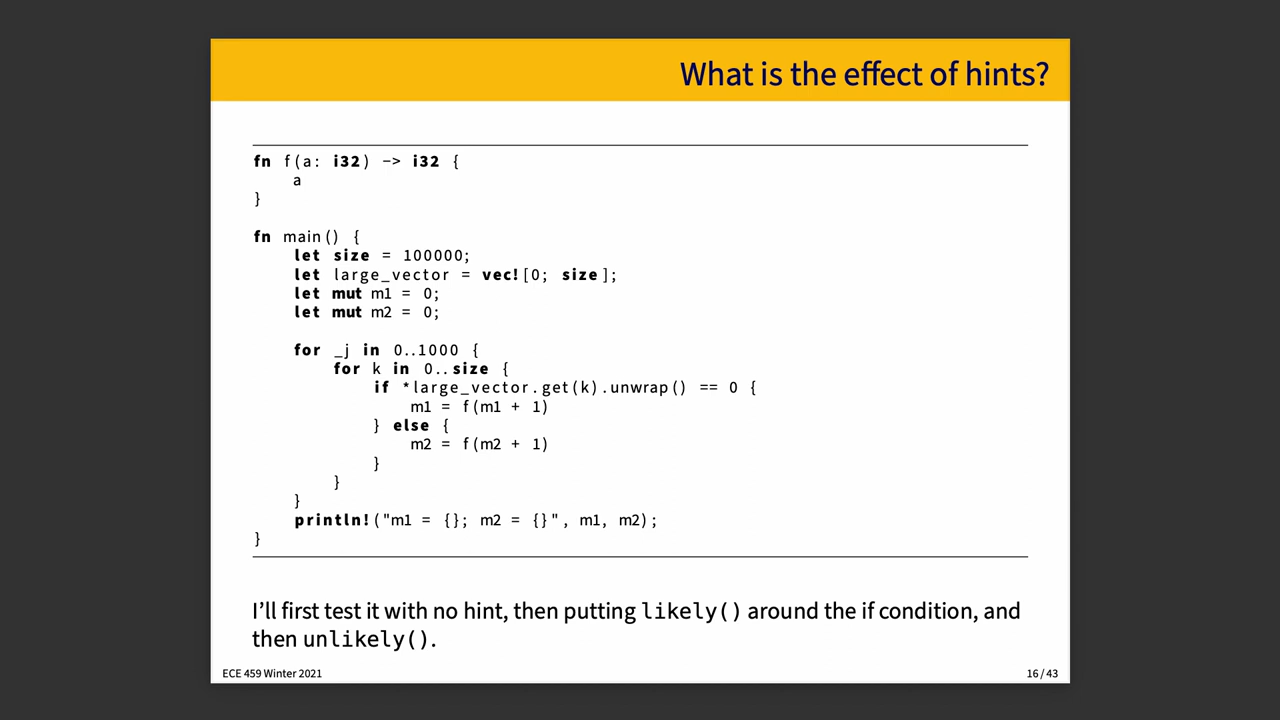 What is the effect of hints?
fn f(a: i32) -> i32 {
    a
}
fn main() {
    let size = 100000;
    let large_vector = vec![0; size];
    let mut m1 = 0;
    let mut m2 = 0;
    for _j in 0..1000 {
        for k in 0..size {
            if *large_vector.get(k).unwrap() == 0 {
                m1 = f(m1 + 1)
            } else {
                m2 = f(m2 + 1)
            }
        }
    }
    println!("m1 = {}; m2 = {}", m1, m2);
}
I'll first test it with no hint, then putting likely() around the if condition, and
then unlikely().
ECE 459 Winter 2021
16 / 43